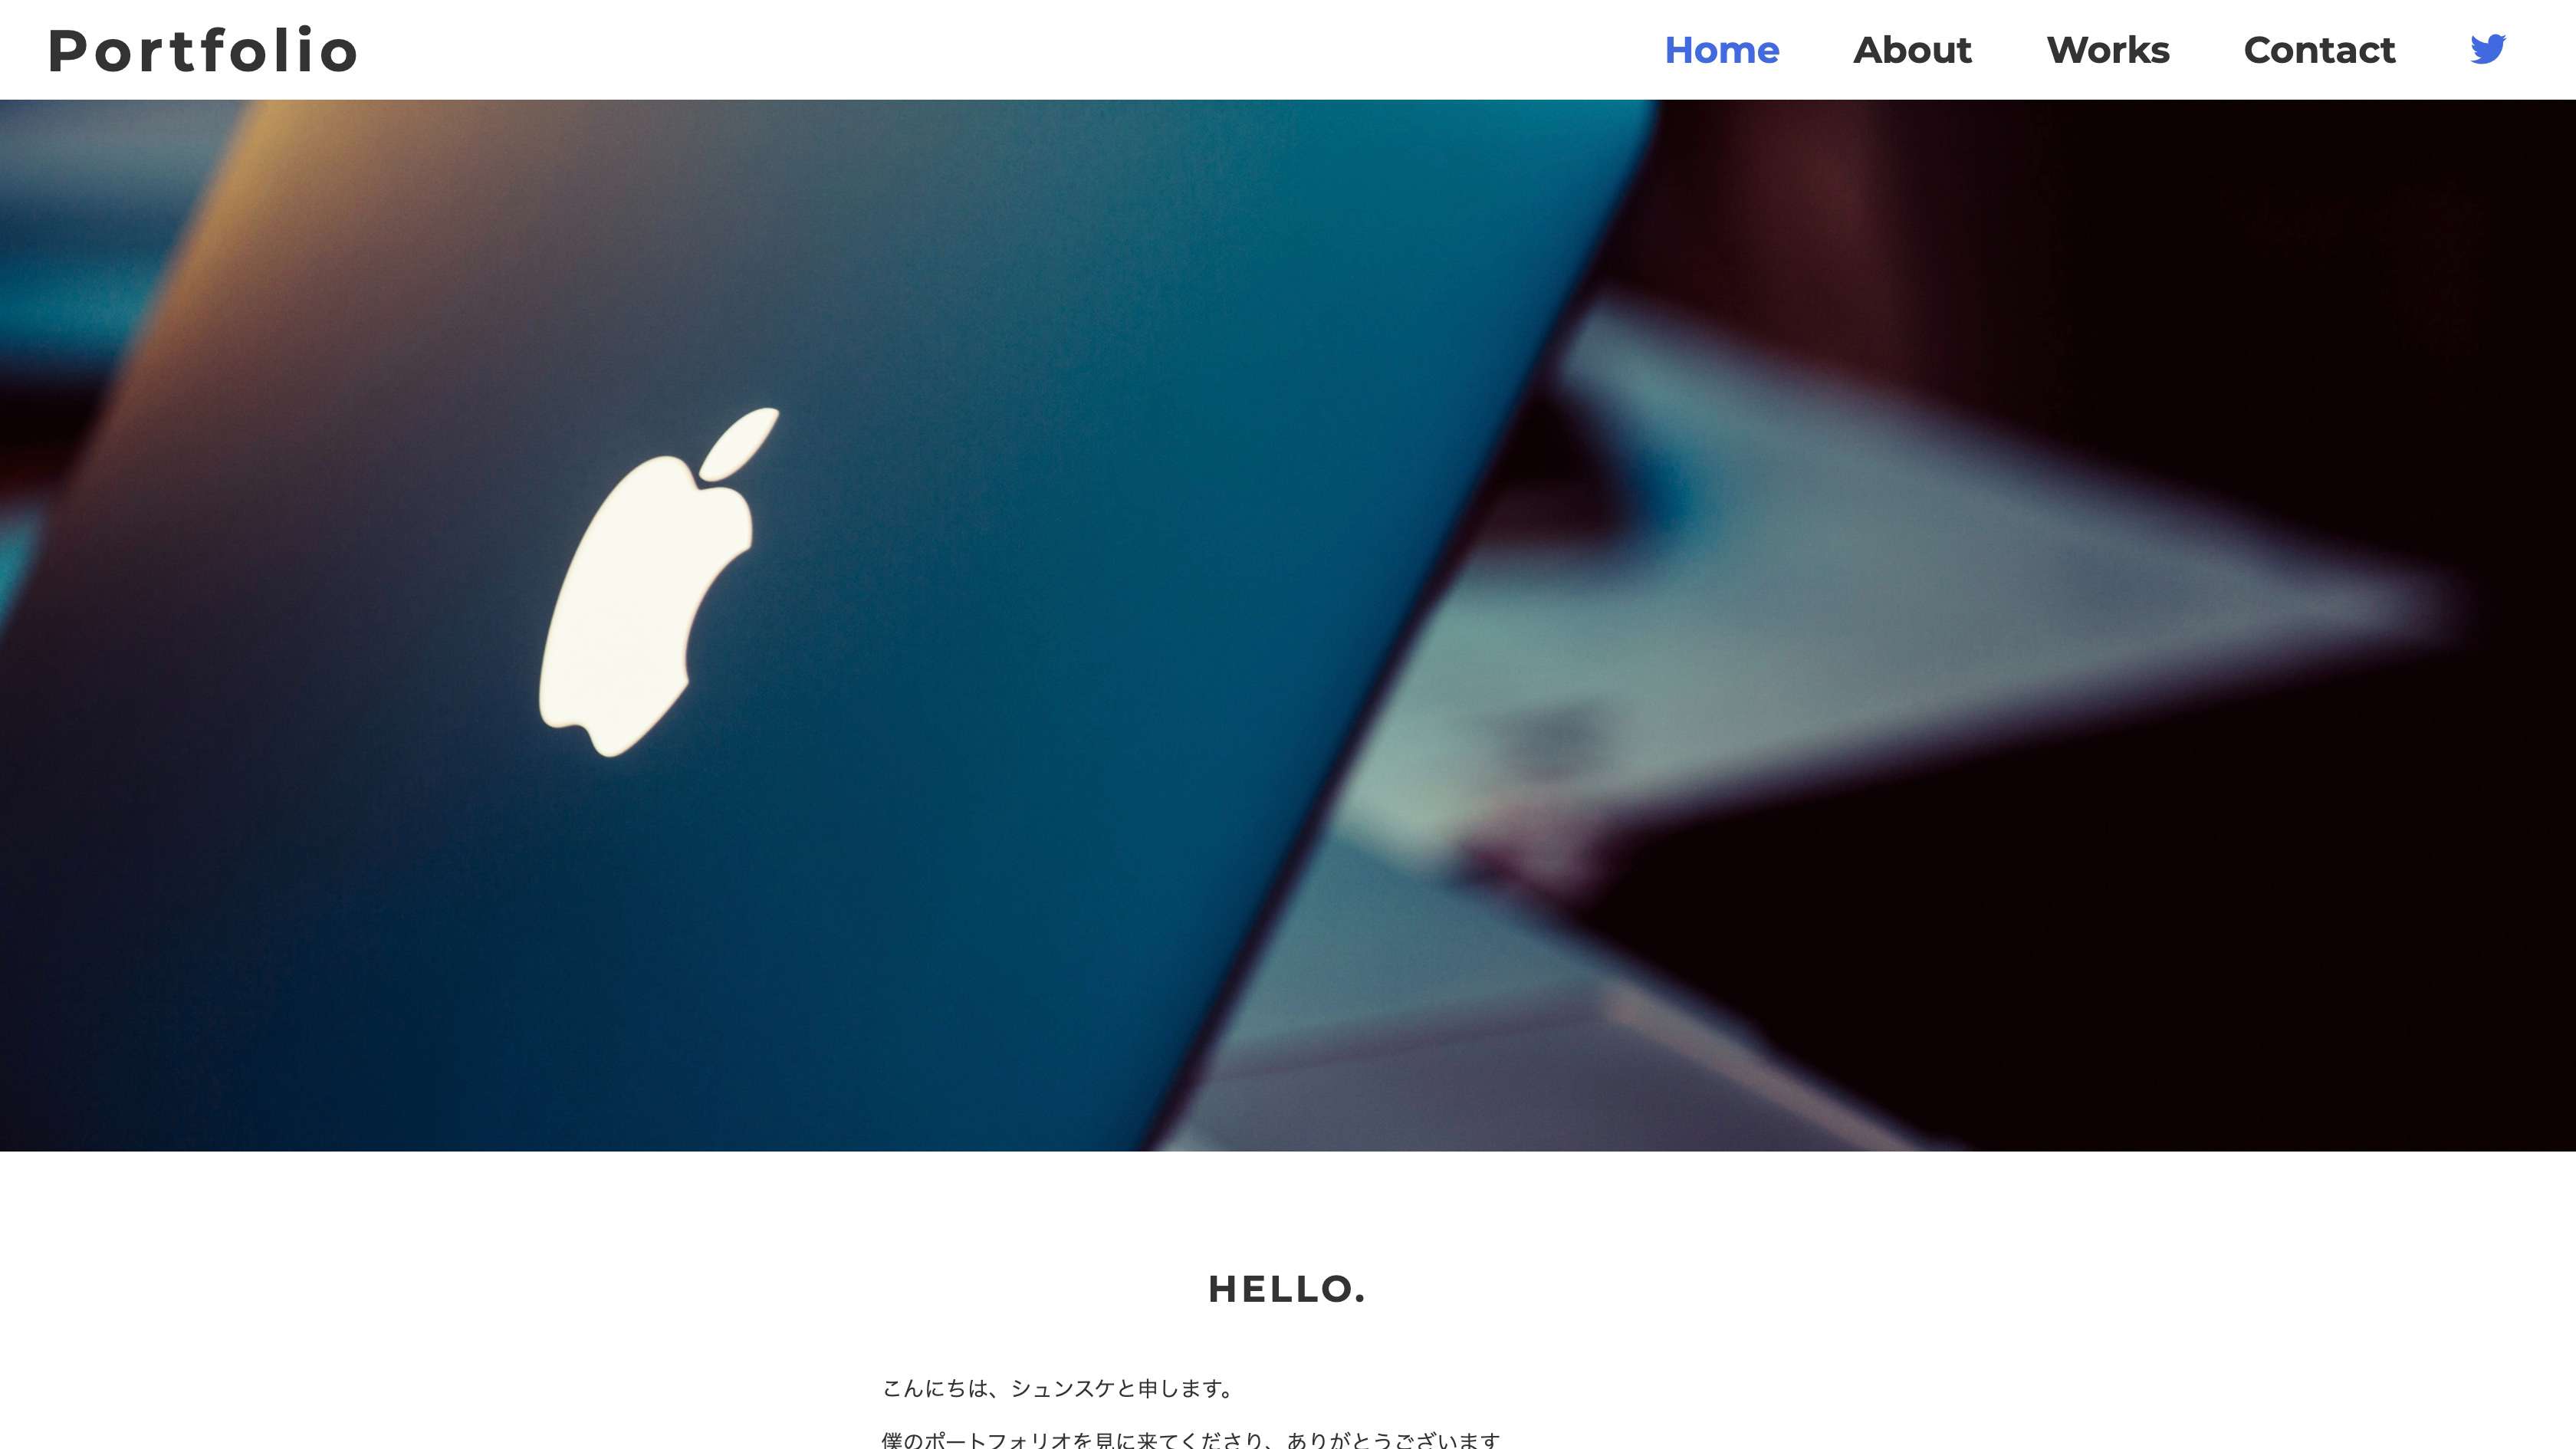 Portfolio
Home About Works Contact
HELLO.
こんにちは、シュンスケと申します。
僕のポートフォリオを見に来てくださり、ありがとうございます